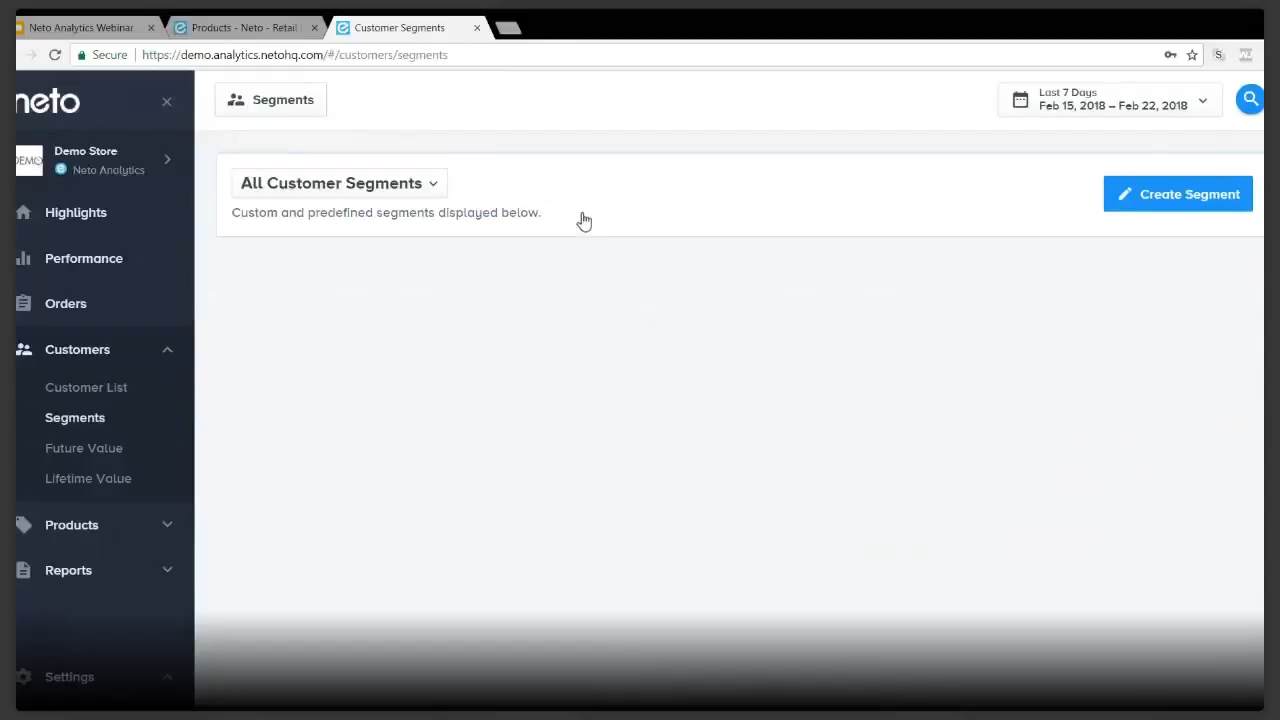 Neto Analytics Webinar
Products - Neto - Retail
Customer Segments
Secure
https://demo.analytics.netohq.com/#/customers/segments
neto
Segments
Last 7 Days
Feb 15, 2018 – Feb 22, 2018
DEMO
Demo Store
Neto Analytics
All Customer Segments
Custom and predefined segments displayed below.
Create Segment
Highlights
Performance
Orders
Customers
Customer List
Segments
Future Value
Lifetime Value
Products
Reports
Settings